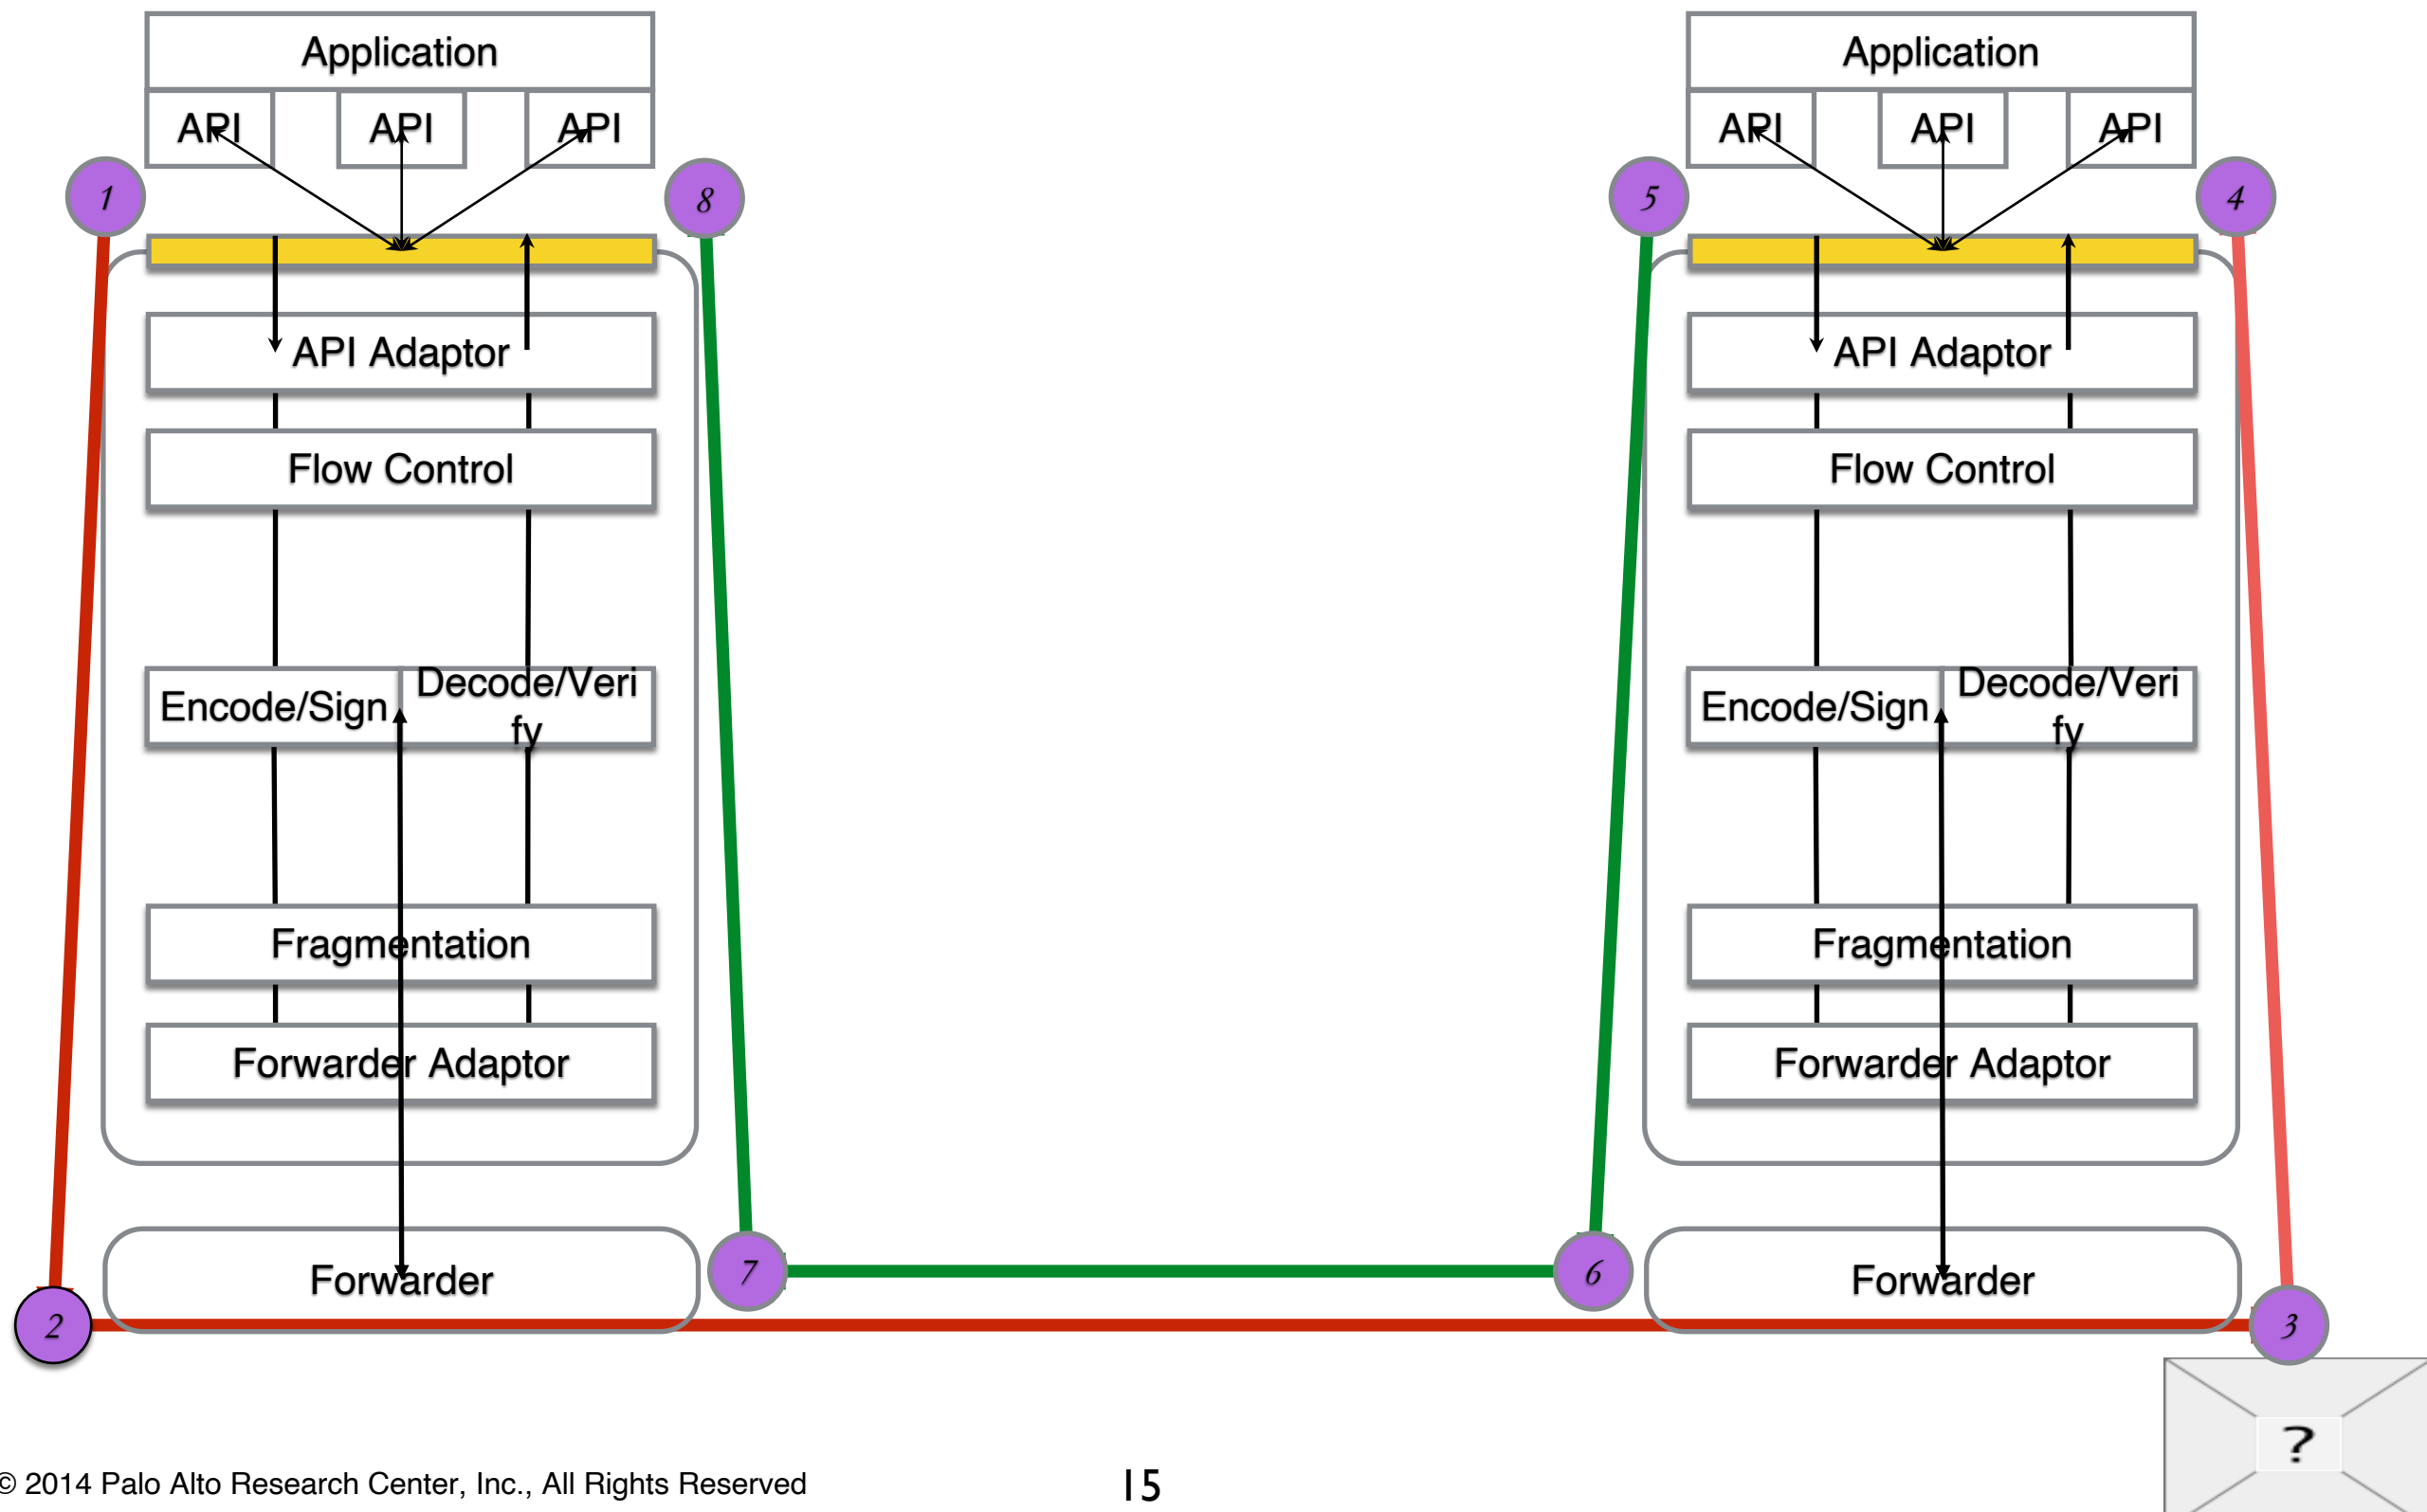 Application
API API API
1
8
API Adaptor
Flow Control
Encode/Sign
Decode/Veri
fy
Fragmentation
Forwarder Adaptor
Forwarder
2
7
Application
API API API
5
4
API Adaptor
Flow Control
Encode/Sign
Decode/Veri
fy
Fragmentation
Forwarder Adaptor
Forwarder
6
3
?
© 2014 Palo Alto Research Center, Inc., All Rights Reserved
15